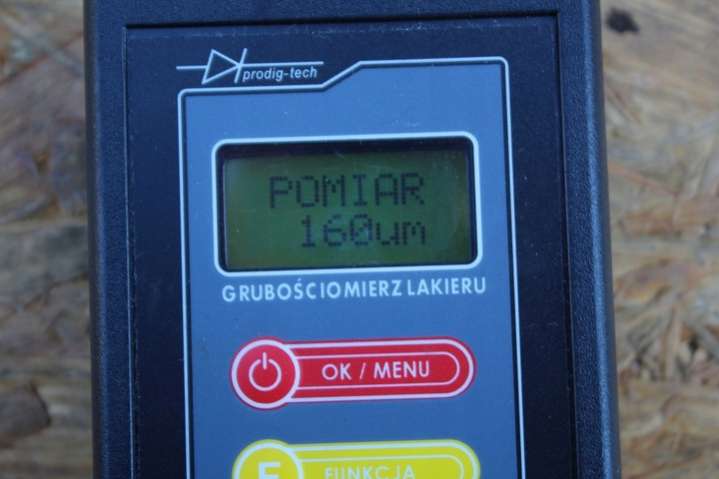 prodig-tech
POMIAR
160um
GRUBOŚCIOMIERZ LAKIERU
OK / MENU
F FUNKCJA